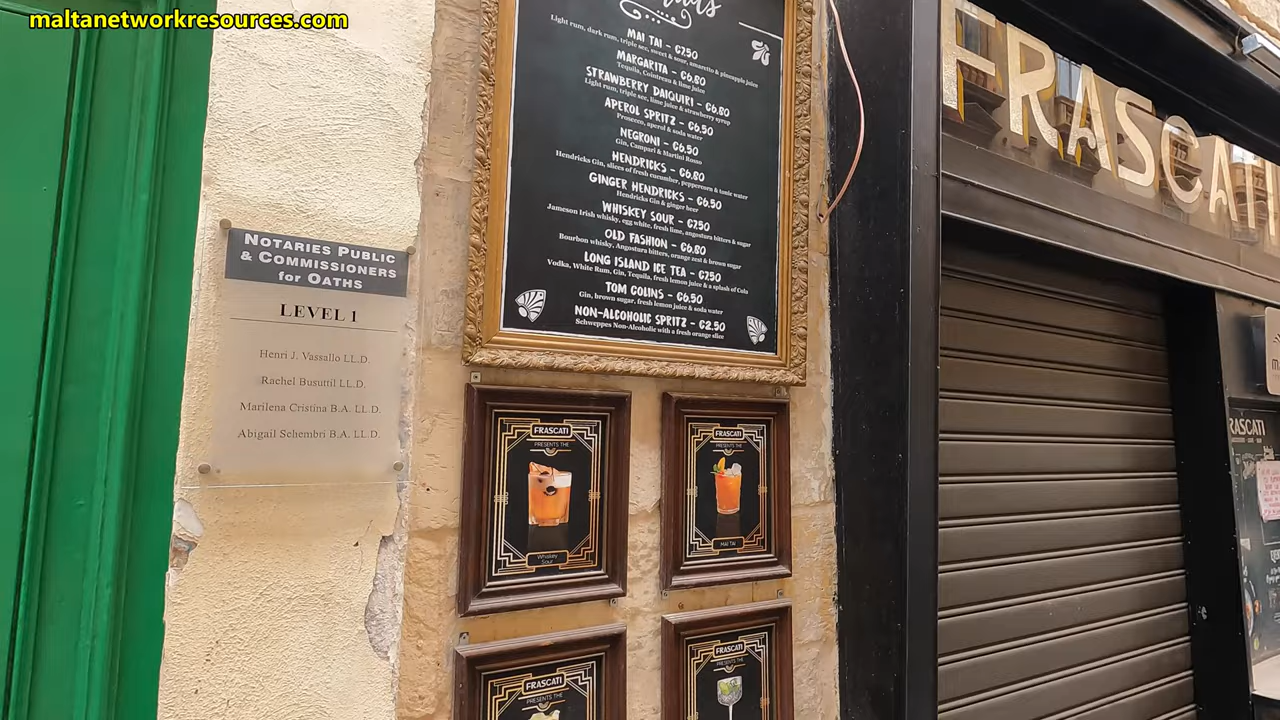 maltanetworkresources.com
NOTARIES PUBLIC
& COMMISSIONERS
for OATHS
LEVEL 1
Henri J. Vassallo LL.D.
Rachel Busuttil LL.D.
Marilena Cristina B.A. LL.D.
Abigail Schembri B.A. LL.D.
MAI TAI - €7.50
Light rum, dark rum, triple sec, sweet & sour, amaretto & pineapple juice
MARGARITA - €6.80
Tequila, Cointreau & lime juice
STRAWBERRY DAIQUIRI - €6.80
Light rum, triple sec, lime juice & strawberry syrup
APEROL SPRITZ - €6.50
Prosecco, aperol & soda water
NEGRONI - €6.50
Gin, Campari & Martini Rosso
HENDRICKS - €6.80
Hendricks Gin, slices of fresh cucumber, peppercorn & tonic water
GINGER HENDRICKS - €6.50
Hendricks Gin & ginger beer
WHISKEY SOUR - €7.50
Jameson Irish whisky, egg white, fresh lime, angostura bitters & sugar
OLD FASHION - €6.80
Bourbon whisky, Angostura bitters, orange zest & brown sugar
LONG ISLAND ICE TEA - €7.50
Vodka, White Rum, Gin, Tequila, fresh lemon juice & a splash of Cola
TOM COLINS - €6.50
Gin, brown sugar, fresh lemon juice & soda water
NON-ALCOHOLIC SPRITZ - €2.50
Schweppes Non-Alcoholic with a fresh orange slice
FRASCATI
PRESENTS THE
Whiskey
Sour
FRASCATI
PRESENTS THE
MAI TAI
FRASCATI
PRESENTS THE
FRASCATI
PRESENTS THE
FRASCATI
RASCATI